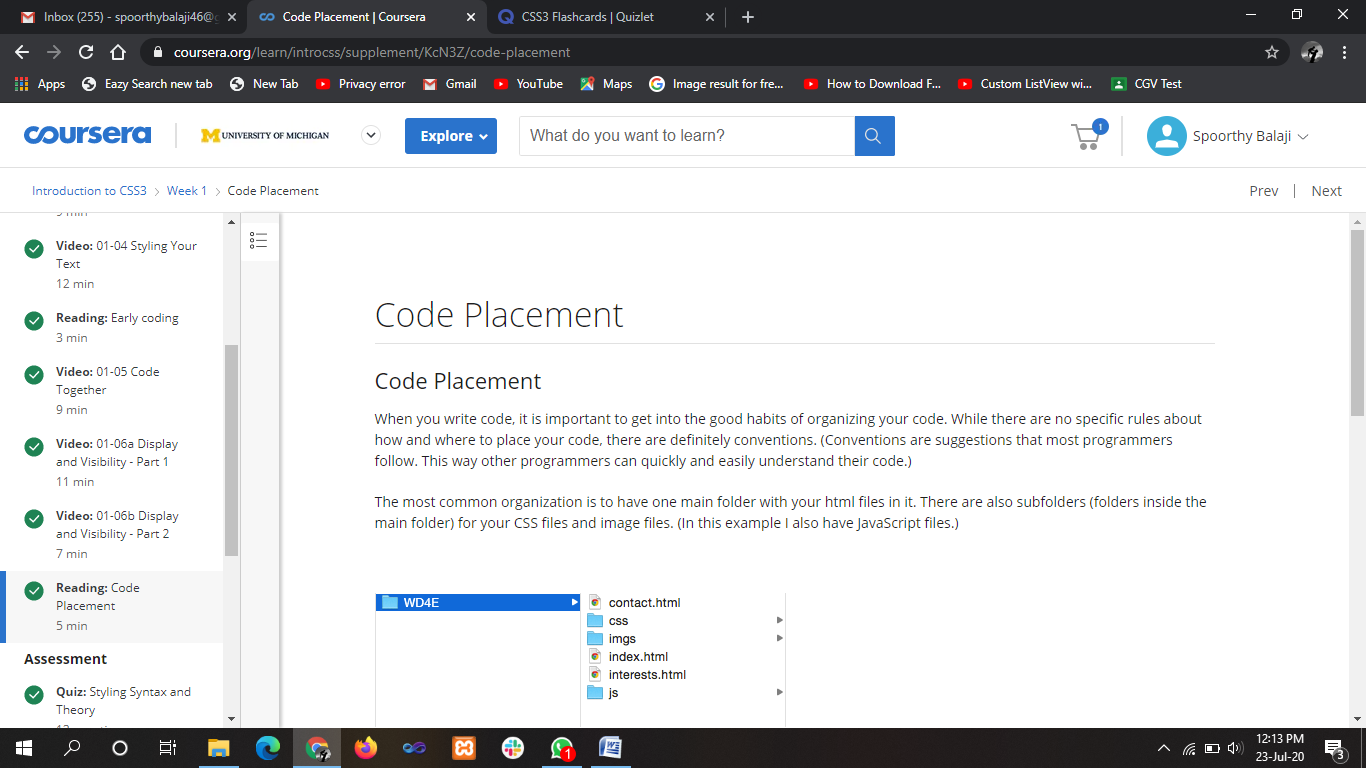 Inbox (255) - spoorthybalaji46@g
Code Placement | Coursera
CSS3 Flashcards | Quizlet
coursera.org/learn/introcss/supplement/KcN3Z/code-placement
Apps
Eazy Search new tab
New Tab
Privacy error
Gmail
YouTube
Maps
Image result for fre...
How to Download F...
Custom ListView wi...
CGV Test
coursera
M UNIVERSITY OF MICHIGAN
Explore
What do you want to learn?
1
Spoorthy Balaji
Introduction to CSS3 > Week 1 > Code Placement
Prev | Next
Video: 01-04 Styling Your
Text
12 min
Reading: Early coding
3 min
Video: 01-05 Code
Together
9 min
Video: 01-06a Display
and Visibility - Part 1
11 min
Video: 01-06b Display
and Visibility - Part 2
7 min
Reading: Code
Placement
5 min
Assessment
Quiz: Styling Syntax and
Theory
Code Placement
Code Placement
When you write code, it is important to get into the good habits of organizing your code. While there are no specific rules about
how and where to place your code, there are definitely conventions. (Conventions are suggestions that most programmers
follow. This way other programmers can quickly and easily understand their code.)
The most common organization is to have one main folder with your html files in it. There are also subfolders (folders inside the
main folder) for your CSS files and image files. (In this example I also have JavaScript files.)
WD4E
contact.html
css
imgs
index.html
interests.html
js
1
12:13 PM
23-Jul-20
3